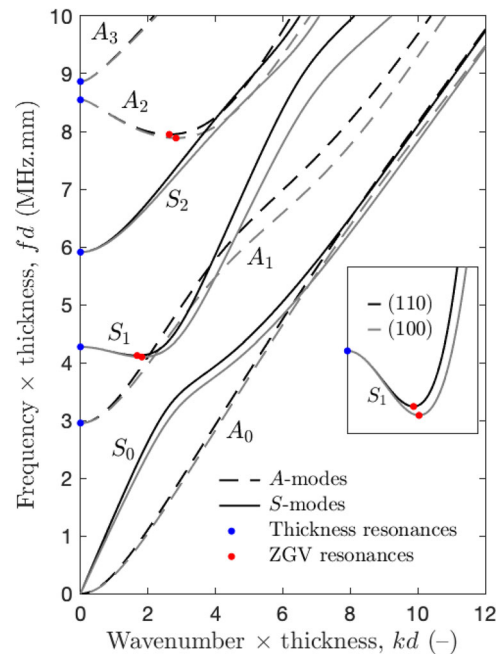 10
9
8
7
6
5
4
3
2
1
0
Frequency × thickness, fd (MHz.mm)
A₃
A₂
S₂
A₁
S₁
S₀
A₀
(110)
(100)
S₁
A-modes
S-modes
Thickness resonances
ZGV resonances
0 2 4 6 8 10 12
Wavenumber × thickness, kd (–)